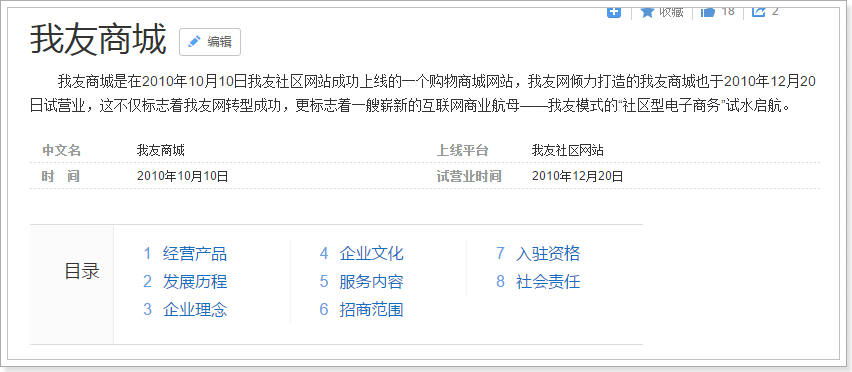 收藏 18 2
我友商城 编辑
我友商城是在2010年10月10日我友社区网站成功上线的一个购物商城网站，我友网倾力打造的我友商城也于2010年12月20
日试营业，这不仅标志着我友网转型成功，更标志着一艘崭新的互联网商业航母——我友模式的“社区型电子商务”试水启航。
中文名 我友商城 上线平台 我友社区网站
时 间 2010年10月10日 试营业时间 2010年12月20日
目录
1 经营产品
2 发展历程
3 企业理念
4 企业文化
5 服务内容
6 招商范围
7 入驻资格
8 社会责任